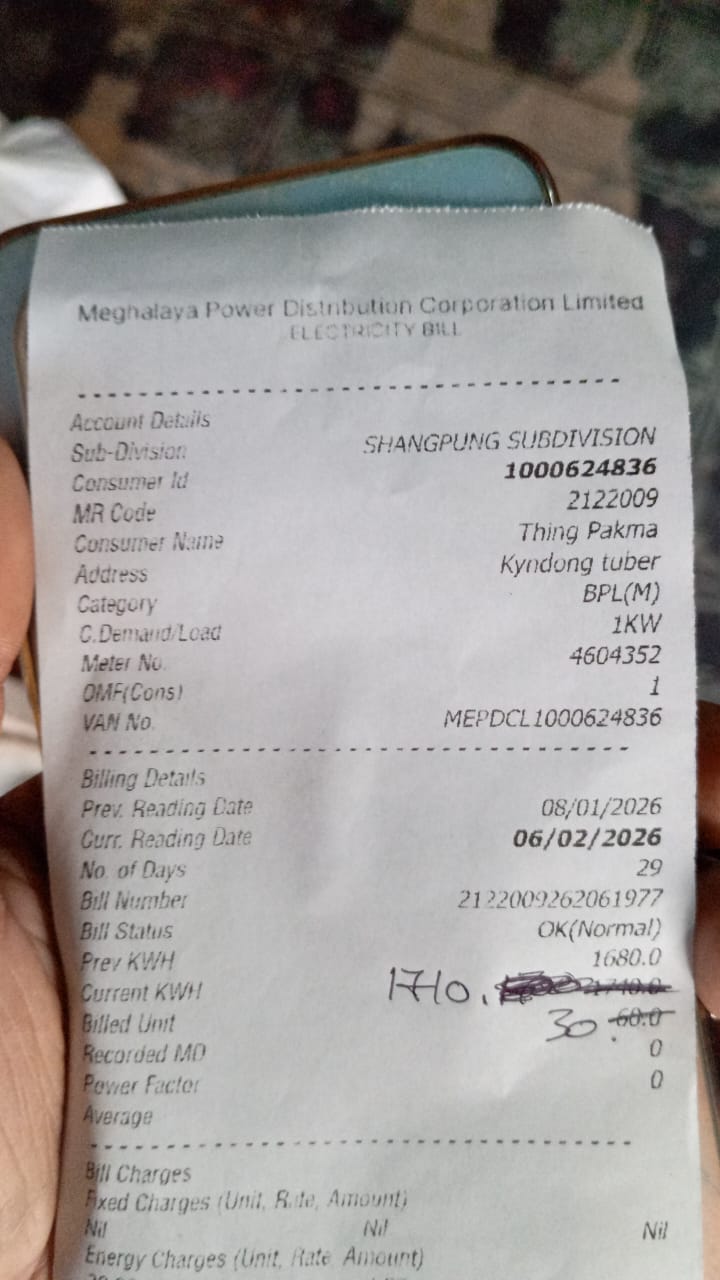 Meghalaya Power Distribution Corporation Limited
ELECTRICITY BILL
Account Details
Sub-Division SHANGPUNG SUBDIVISION
Consumer Id 1000624836
MR Code 2122009
Consumer Name Thing Pakma
Address Kyndong tuber
Category BPL(M)
C.Demand/Load 1KW
Meter No. 4604352
OMF(Cons) 1
VAN No. MEPDCL1000624836
Billing Details
Prev. Reading Date 08/01/2026
Curr. Reading Date 06/02/2026
No. of Days 29
Bill Number 2122009262061977
Bill Status OK(Normal)
Prev KWH 1680.0
Current KWH 1710. 1740.0
Billed Unit 30. 60.0
Recorded MD 0
Power Factor 0
Average
Bill Charges
Fixed Charges (Unit, Rate, Amount)
Nil Nil Nil
Energy Charges (Unit, Rate, Amount)